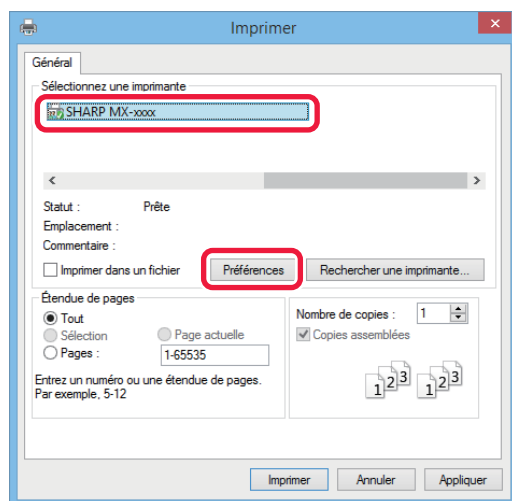 Imprimer
Général
Sélectionnez une imprimante
SHARP MX-xxxx
Statut : Prête
Emplacement :
Commentaire :
Imprimer dans un fichier Préférences Rechercher une imprimante...
Étendue de pages
Tout
Sélection Page actuelle
Pages : 1-65535
Entrez un numéro ou une étendue de pages.
Par exemple, 5-12
Nombre de copies : 1
Copies assemblées
1 2 3 1 2 3
Imprimer Annuler Appliquer